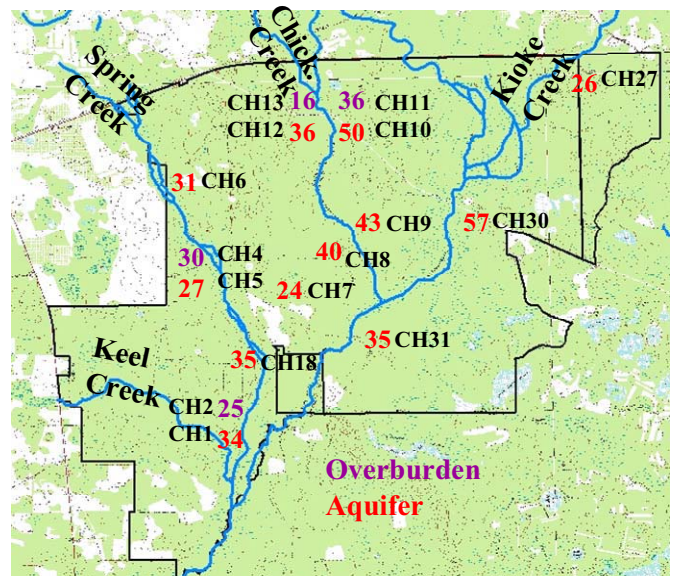 Spring
Creek
Chick.
Creek
Kioke
Creek
26 CH27
CH13 16 36 CH11
CH12 36 50 CH10
31 CH6
43 CH9
57 CH30
30 CH4
27 CH5
40 CH8
24 CH7
35 CH31
35 CH18
Keel
Creek
CH2 25
CH1 34
Overburden
Aquifer